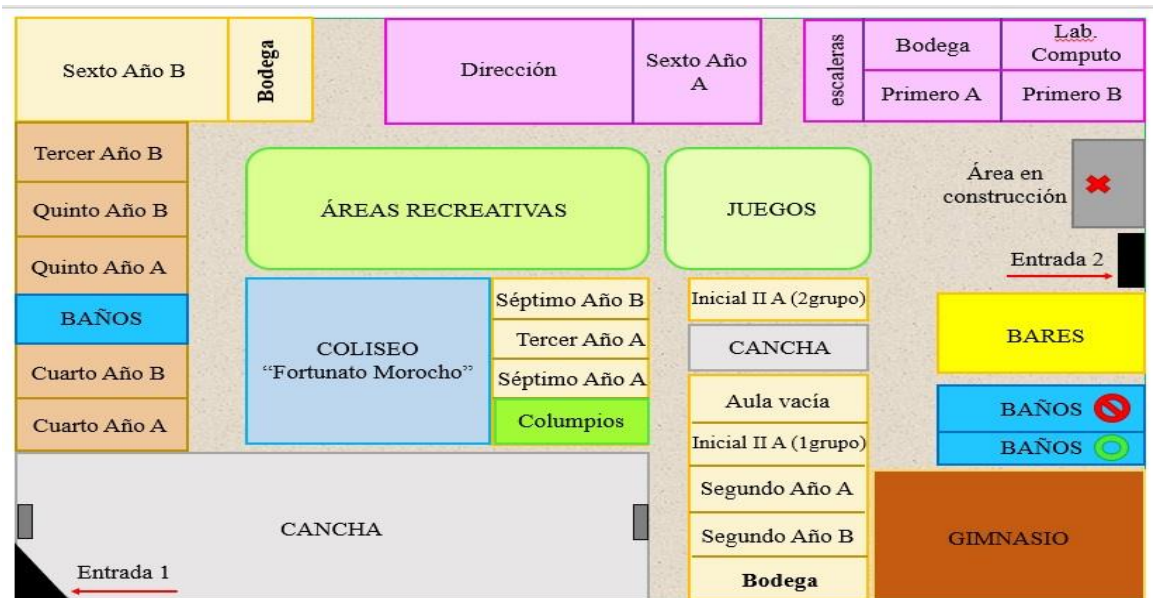 Sexto Año B
Bodega
Dirección
Sexto Año
A
escaleras
Bodega
Lab.
Computo
Primero A
Primero B
Tercer Año B
Quinto Año B
Quinto Año A
BAÑOS
Cuarto Año B
Cuarto Año A
ÁREAS RECREATIVAS
JUEGOS
Área en
construcción
Entrada 2
COLISEO
“Fortunato Morocho”
Séptimo Año B
Tercer Año A
Séptimo Año A
Columpios
Inicial II A (2grupo)
CANCHA
Aula vacía
Inicial II A (1grupo)
Segundo Año A
Segundo Año B
Bodega
BARES
BAÑOS
BAÑOS
GIMNASIO
CANCHA
Entrada 1